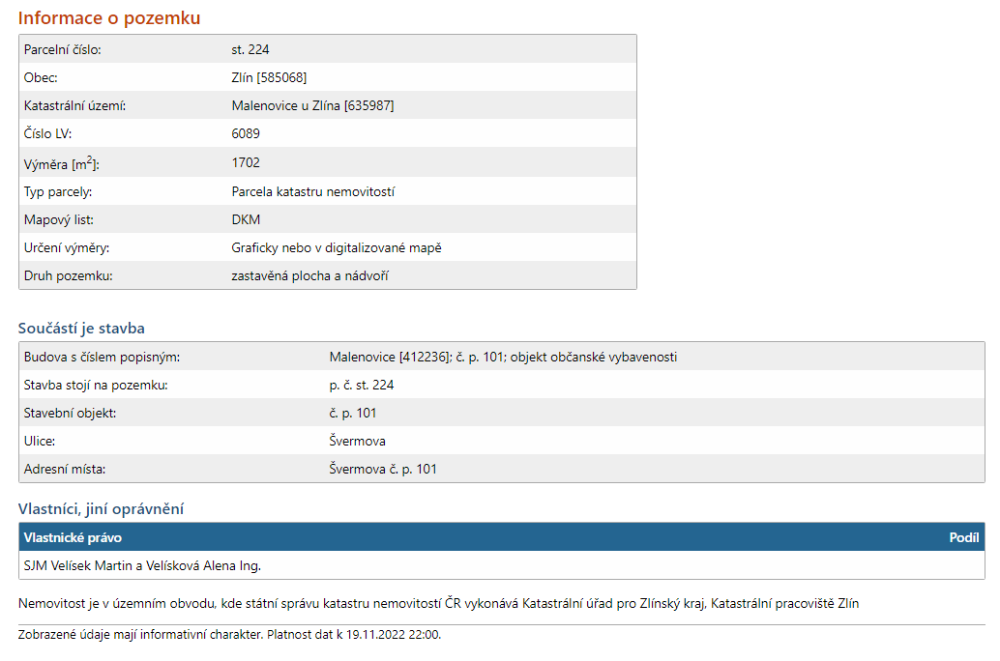 Informace o pozemku
Parcelní číslo: st. 224
Obec: Zlín [585068]
Katastrální území: Malenovice u Zlína [635987]
Číslo LV: 6089
Výměra [m²]: 1702
Typ parcely: Parcela katastru nemovitostí
Mapový list: DKM
Určení výměry: Graficky nebo v digitalizované mapě
Druh pozemku: zastavěná plocha a nádvoří
Součástí je stavba
Budova s číslem popisným: Malenovice [412236]; č. p. 101; objekt občanské vybavenosti
Stavba stojí na pozemku: p. č. st. 224
Stavební objekt: č. p. 101
Ulice: Švermova
Adresní místa: Švermova č. p. 101
Vlastníci, jiní oprávnění
Vlastnické právo Podíl
SJM Velísek Martin a Velísková Alena Ing.
Nemovitost je v územním obvodu, kde státní správu katastru nemovitostí ČR vykonává Katastrální úřad pro Zlínský kraj, Katastrální pracoviště Zlín
Zobrazené údaje mají informativní charakter. Platnost dat k 19.11.2022 22:00.